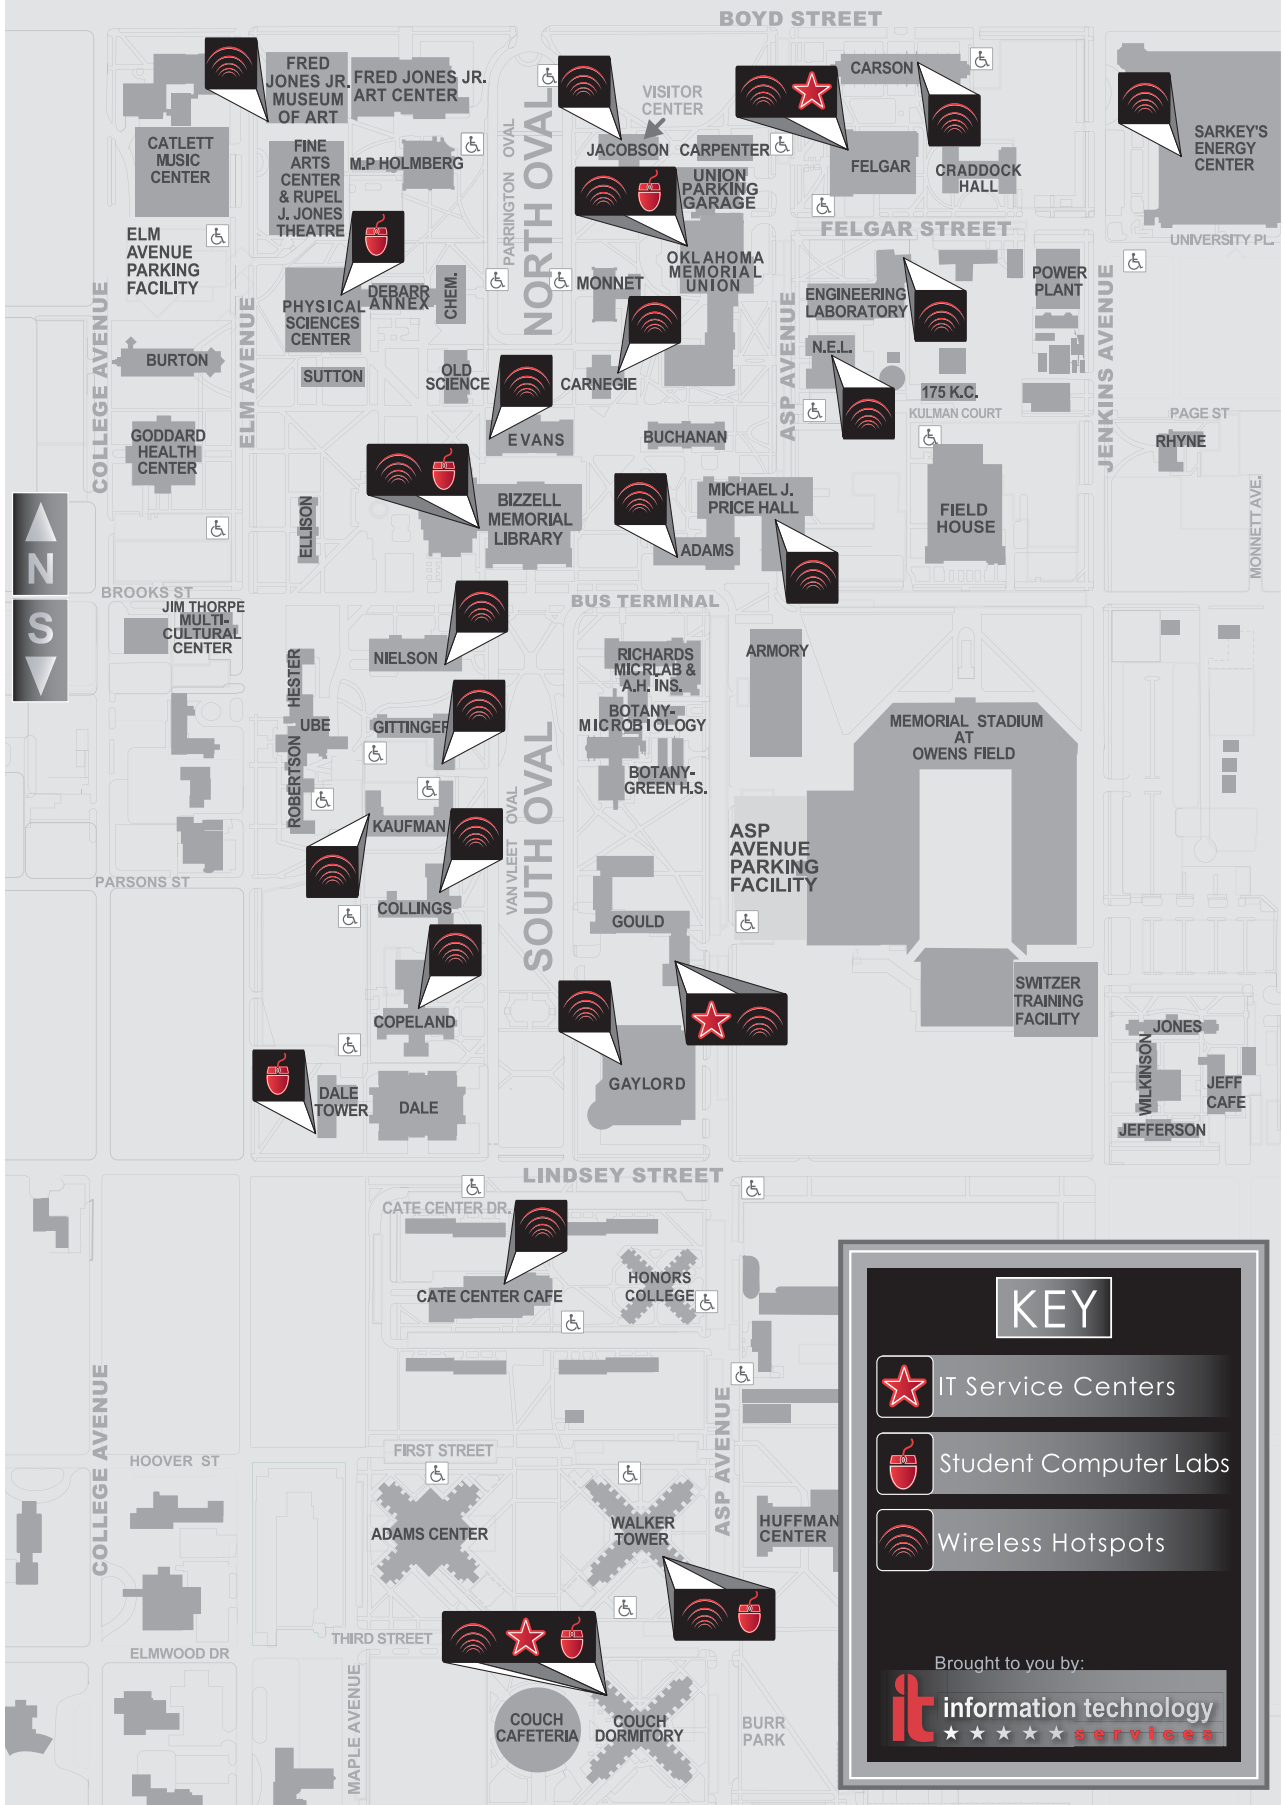 BOYD STREET
FRED
JONES JR.
MUSEUM
OF ART
FRED JONES JR.
ART CENTER
NORTH OVAL
PARRINGTON OVAL
VISITOR
CENTER
CARSON
JACOBSON
CARPENTER
FELGAR
CRADDOCK
HALL
SARKEY'S
ENERGY
CENTER
CATLETT
MUSIC
CENTER
FINE
ARTS
CENTER
& RUPEL
J. JONES
THEATRE
M.P HOLMBERG
UNION
PARKING
GARAGE
FELGAR STREET
UNIVERSITY PL.
ELM
AVENUE
PARKING
FACILITY
COLLEGE AVENUE
ELM AVENUE
PHYSICAL
SCIENCES
CENTER
DEBARR
ANNEX
CHEM.
MONNET
OKLAHOMA
MEMORIAL
UNION
ASP AVENUE
ENGINEERING
LABORATORY
POWER
PLANT
JENKINS AVENUE
BURTON
SUTTON
OLD
SCIENCE
CARNEGIE
N.E.L.
175 K.C.
KULMAN COURT
PAGE ST
RHYNE
GODDARD
HEALTH
CENTER
EVANS
BUCHANAN
MONNETT AVE.
N
S
ELLISON
BIZZELL
MEMORIAL
LIBRARY
MICHAEL J.
PRICE HALL
ADAMS
FIELD
HOUSE
BROOKS ST
BUS TERMINAL
JIM THORPE
MULTI-
CULTURAL
CENTER
NIELSON
RICHARDS
MICRLAB &
A.H. INS.
ARMORY
HESTER
UBE
ROBERTSON
GITTINGER
BOTANY-
MICROBIOLOGY
BOTANY-
GREEN H.S.
MEMORIAL STADIUM
AT
OWENS FIELD
SOUTH OVAL
VAN VLEET OVAL
KAUFMAN
ASP
AVENUE
PARKING
FACILITY
PARSONS ST
COLLINGS
GOULD
COPELAND
SWITZER
TRAINING
FACILITY
JONES
WILKINSON
JEFF
CAFE
JEFFERSON
DALE
TOWER
DALE
GAYLORD
LINDSEY STREET
CATE CENTER DR.
CATE CENTER CAFE
HONORS
COLLEGE
COLLEGE AVENUE
ASP AVENUE
HOOVER ST
FIRST STREET
ADAMS CENTER
WALKER
TOWER
HUFFMAN
CENTER
ELMWOOD DR
THIRD STREET
MAPLE AVENUE
COUCH
CAFETERIA
COUCH
DORMITORY
BURR
PARK
KEY
IT Service Centers
Student Computer Labs
Wireless Hotspots
Brought to you by:
it information technology
services